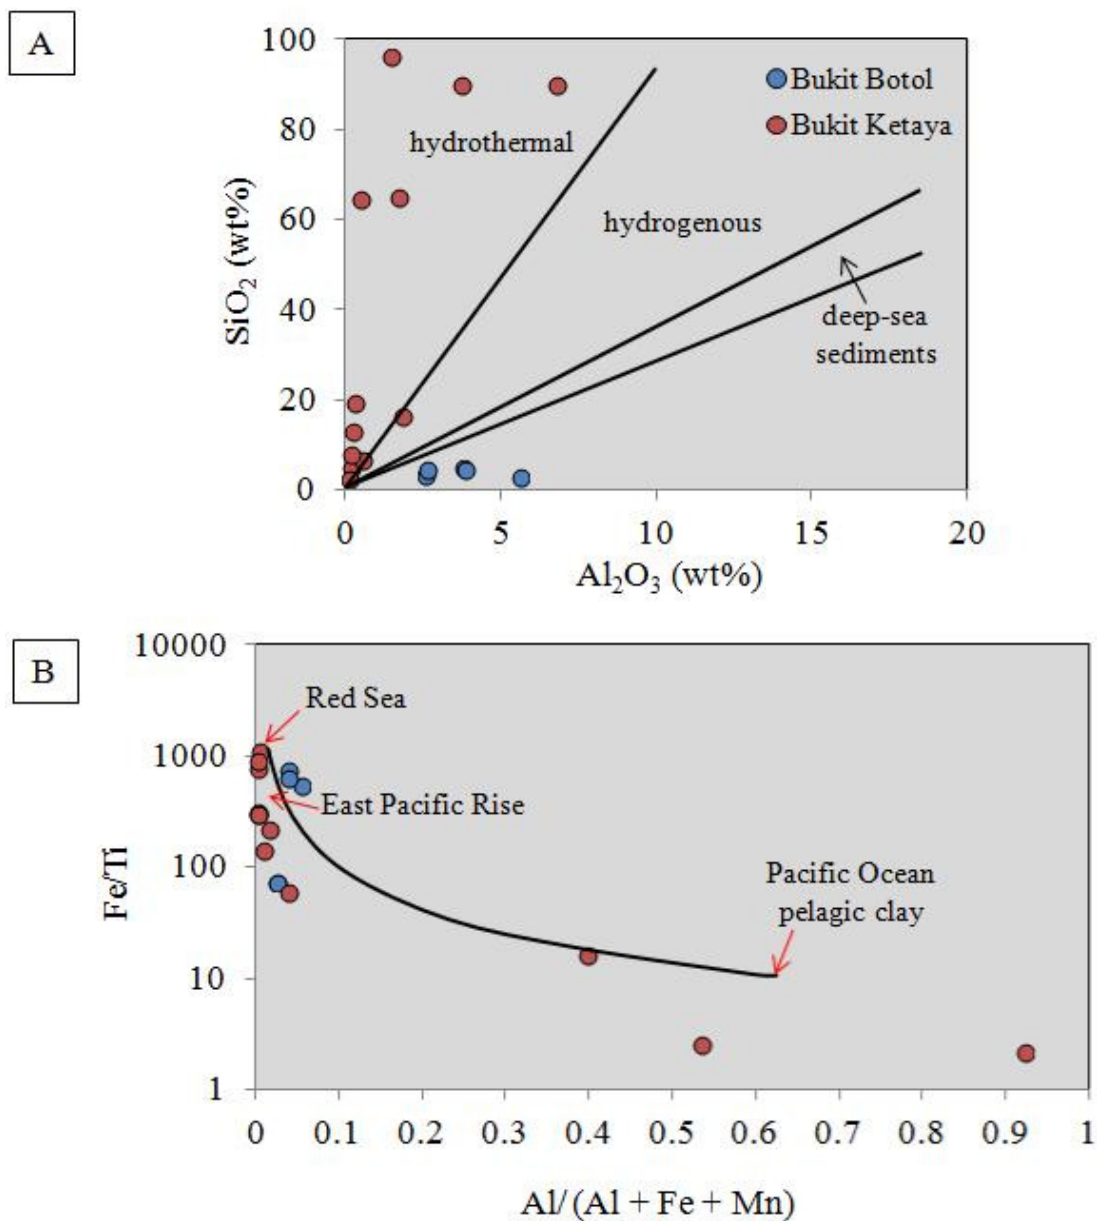 A
100
80
60
40
20
0
SiO₂ (wt%)
Bukit Botol
Bukit Ketaya
hydrothermal
hydrogenous
deep-sea
sediments
0 5 10 15 20
Al₂O₃ (wt%)
B
10000
1000
100
10
1
Fe/Ti
Red Sea
East Pacific Rise
Pacific Ocean
pelagic clay
0 0.1 0.2 0.3 0.4 0.5 0.6 0.7 0.8 0.9 1
Al/(Al + Fe + Mn)